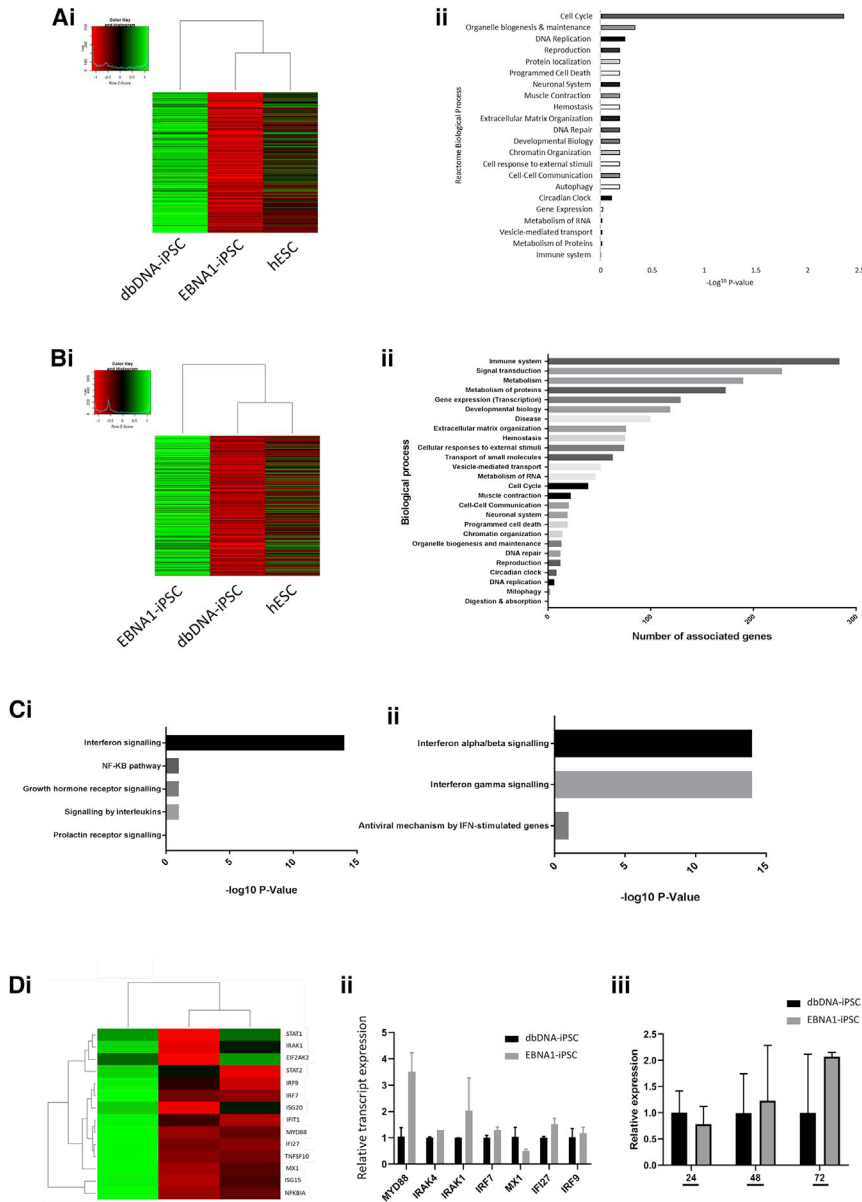 Ai
Color Key
and Histogram
Row Z-Score
dbDNA-iPSC
EBNA1-iPSC
hESC
ii
Reactome Biological Process
Cell Cycle
Organelle biogenesis & maintenance
DNA Replication
Reproduction
Protein localization
Programmed Cell Death
Neuronal System
Muscle Contraction
Hemostasis
Extracellular Matrix Organization
DNA Repair
Developmental Biology
Chromatin Organization
Cell response to external stimuli
Cell-Cell Communication
Autophagy
Circadian Clock
Gene Expression
Metabolism of RNA
Vesicle-mediated transport
Metabolism of Proteins
Immune system
0 0.5 1 1.5 2 2.5
-Log¹⁰ P-value
Bi
Color Key
and Histogram
Row Z-Score
EBNA1-iPSC
dbDNA-iPSC
hESC
ii
Biological process
Immune system
Signal transduction
Metabolism
Metabolism of proteins
Gene expression (Transcription)
Developmental biology
Disease
Extracellular matrix organization
Hemostasis
Cellular responses to external stimuli
Transport of small molecules
Vesicle-mediated transport
Metabolism of RNA
Cell Cycle
Muscle contraction
Cell-Cell Communication
Neuronal system
Programmed cell death
Chromatin organization
Organelle biogenesis and maintenance
DNA repair
Reproduction
Circadian clock
DNA replication
Mitophagy
Digestion & absorption
0 100 200 300
Number of associated genes
Ci
Interferon signalling
NF-KB pathway
Growth hormone receptor signalling
Signalling by interleukins
Prolactin receptor signalling
0 5 10 15
-log10 P-Value
ii
Interferon alpha/beta signalling
Interferon gamma signalling
Antiviral mechanism by IFN-stimulated genes
0 5 10 15
-log10 P-Value
Di
STAT1
IRAK1
EIF2AK2
STAT2
IRF9
IRF7
ISG20
IFIT1
MYD88
IFI27
TNFSF10
MX1
ISG15
NFKBIA
ii
Relative transcript expression
dbDNA-iPSC
EBNA1-iPSC
5
4
3
2
1
0
MYD88
IRAK4
IRAK1
IRF7
MX1
IFI27
IRF9
iii
Relative expression
dbDNA-iPSC
EBNA1-iPSC
2.5
2.0
1.5
1.0
0.5
0.0
24 48 72